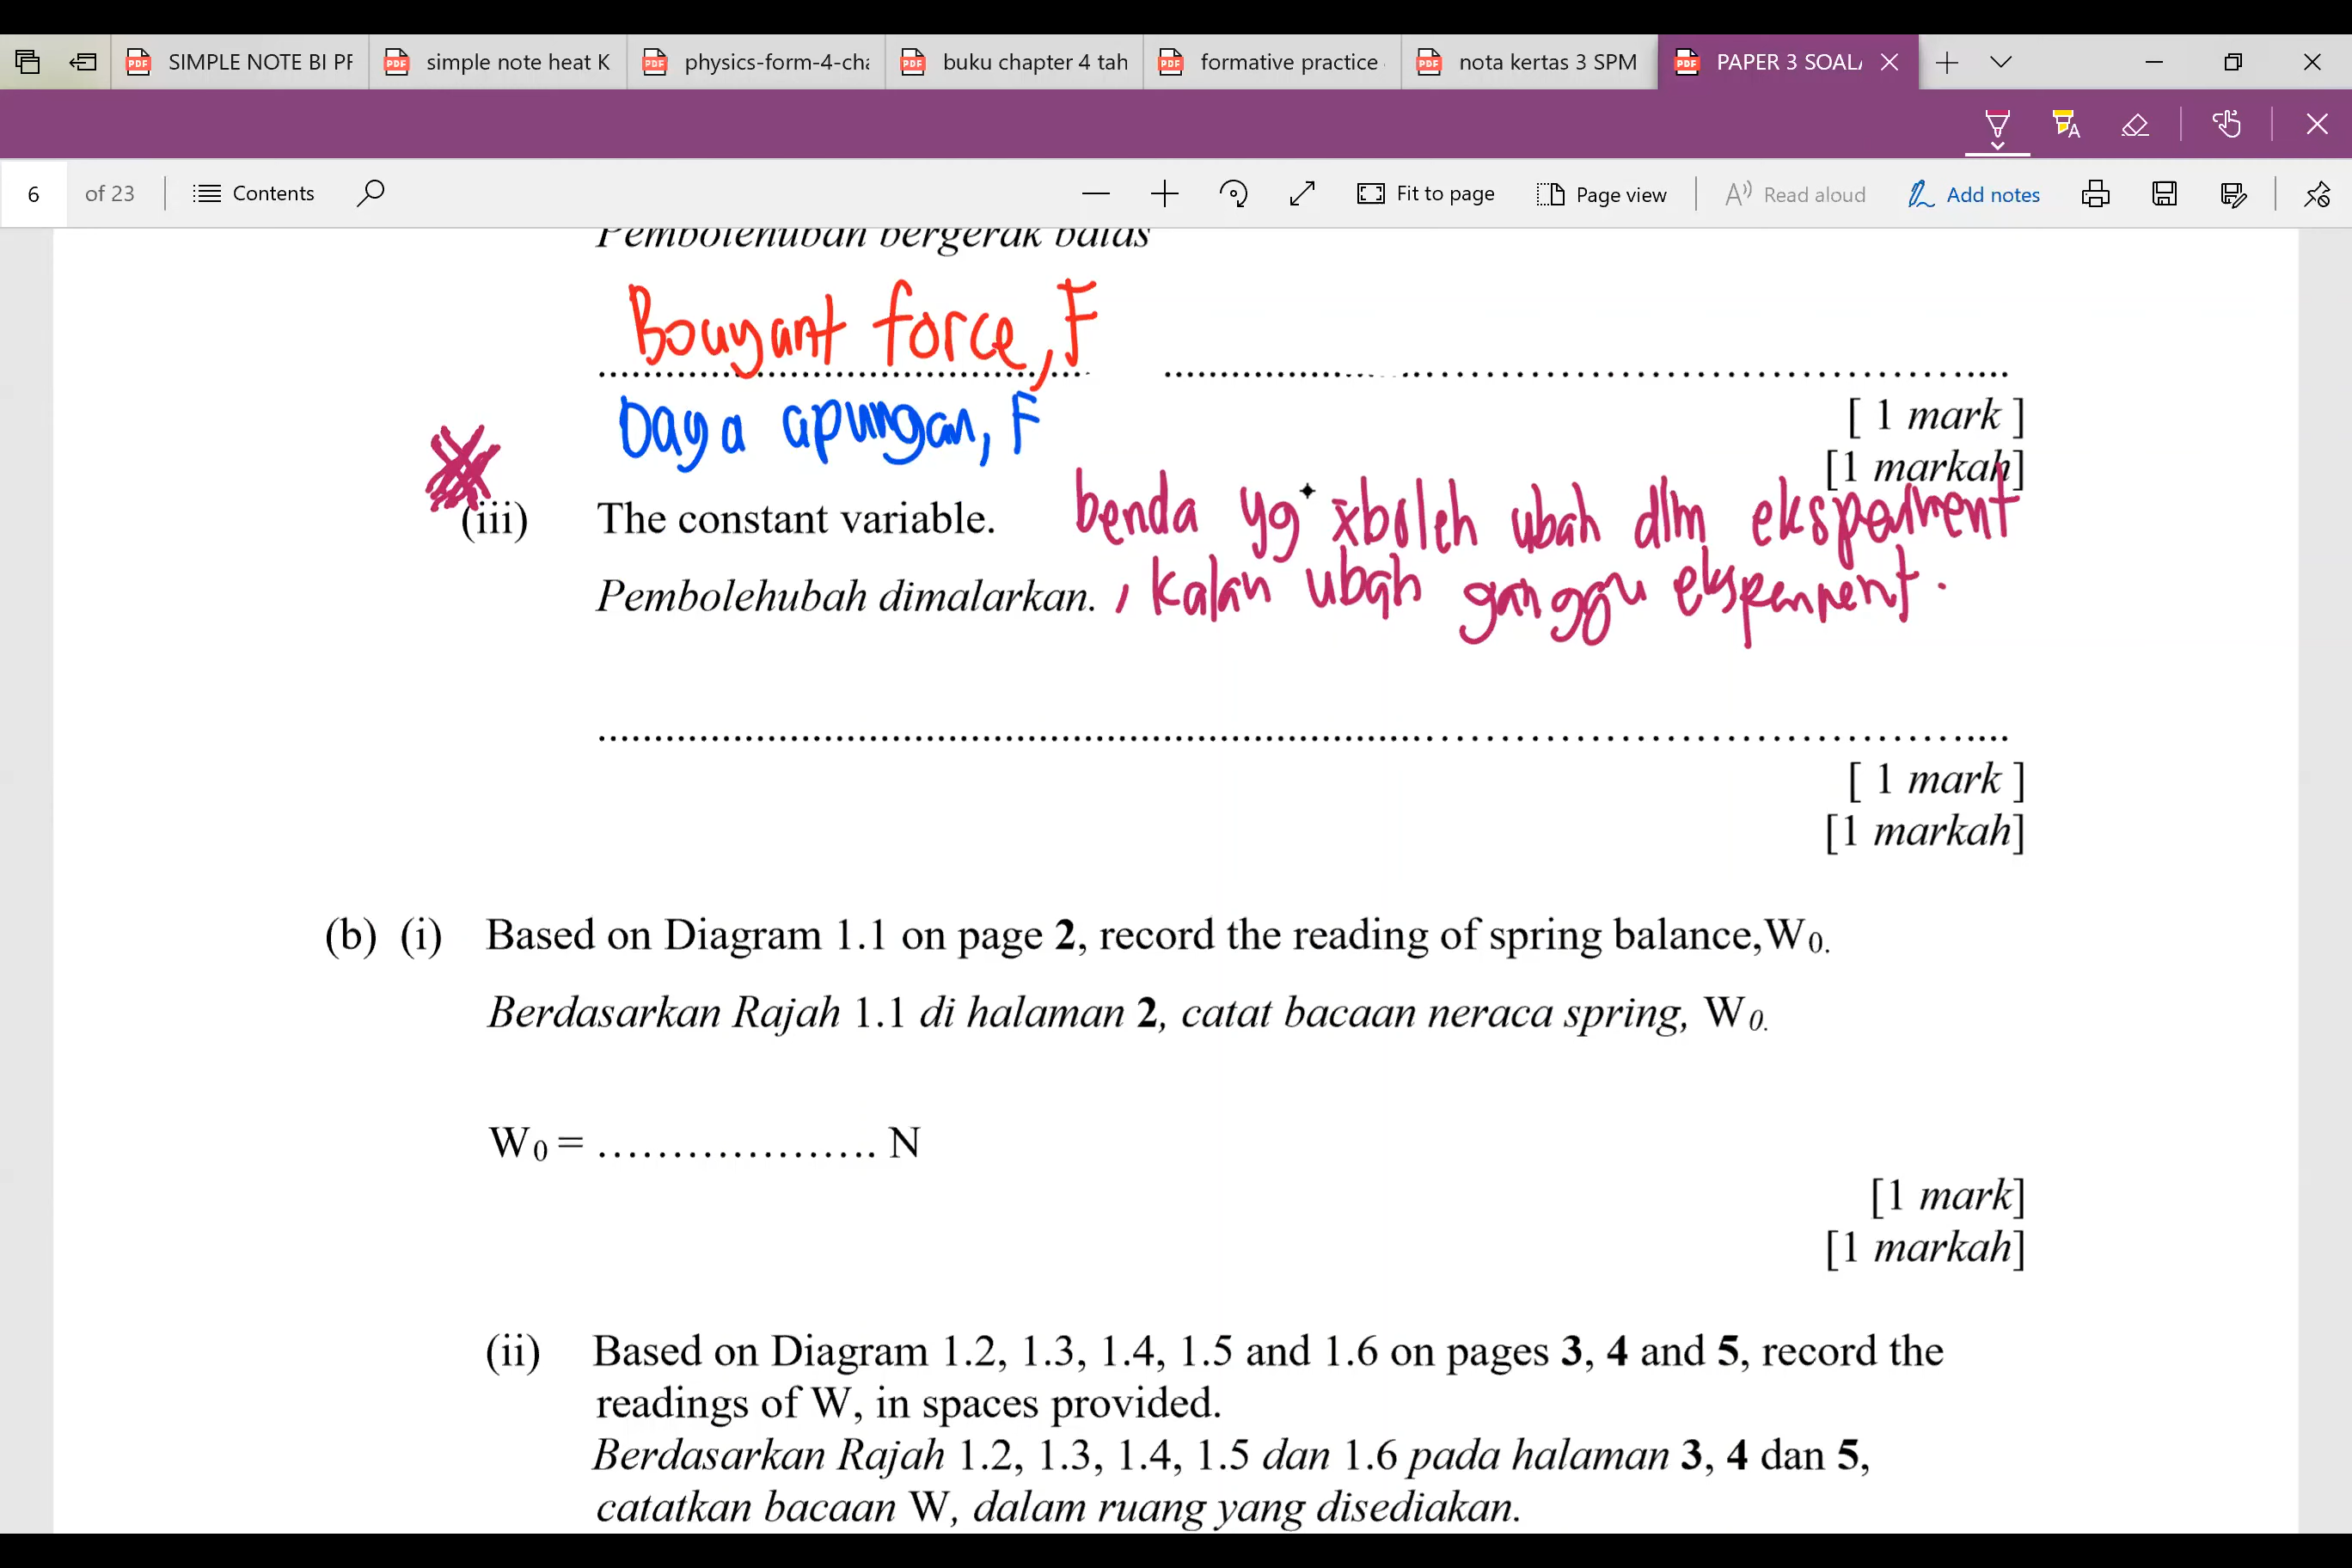 SIMPLE NOTE BI PF
simple note heat K
physics-form-4-cha
buku chapter 4 tah
formative practice
nota kertas 3 SPM
PAPER 3 SOALA
6 of 23 Contents Fit to page Page view Read aloud Add notes
Pembolehubah bergerak balas
Bouyant force, F
Daya apungan, F
[ 1 mark ]
[1 markah]
(iii) The constant variable. benda yg xboleh ubah dlm eksperiment
Pembolehubah dimalarkan. , kalau ubah ganggu eksperiment.
[ 1 mark ]
[1 markah]
(b) (i) Based on Diagram 1.1 on page 2, record the reading of spring balance,W0.
Berdasarkan Rajah 1.1 di halaman 2, catat bacaan neraca spring, W0.
W0 = ................... N
[1 mark]
[1 markah]
(ii) Based on Diagram 1.2, 1.3, 1.4, 1.5 and 1.6 on pages 3, 4 and 5, record the
readings of W, in spaces provided.
Berdasarkan Rajah 1.2, 1.3, 1.4, 1.5 dan 1.6 pada halaman 3, 4 dan 5,
catatkan bacaan W, dalam ruang yang disediakan.